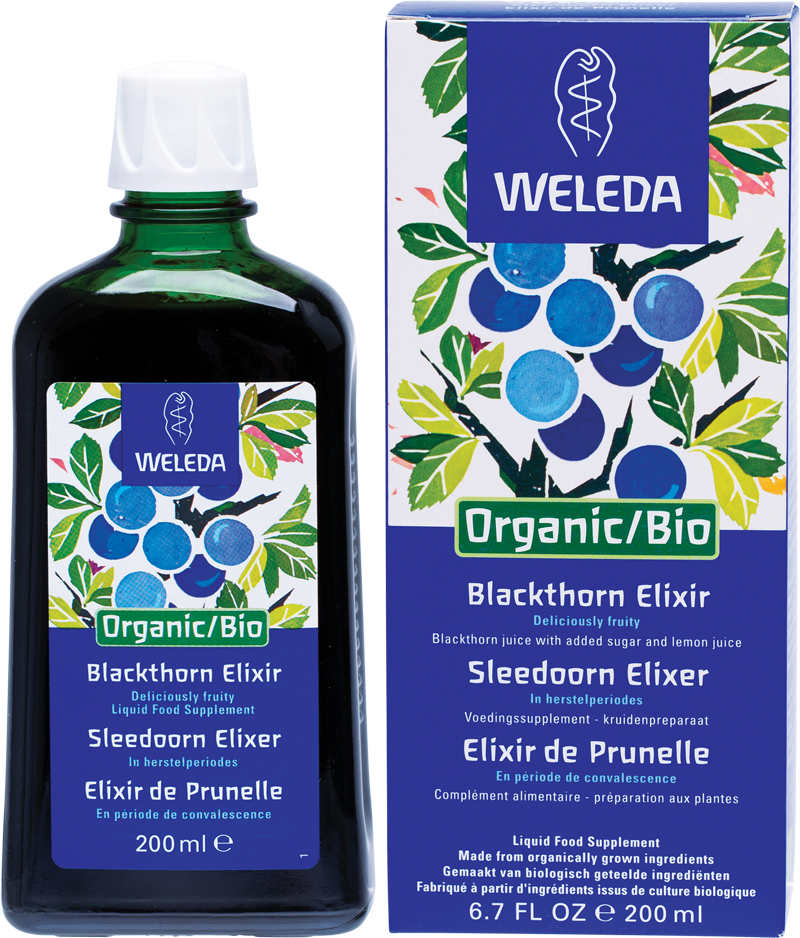 WELEDA
Organic/Bio
Blackthorn Elixir
Deliciously fruity
Liquid Food Supplement
Sleedoorn Elixer
In herstelperiodes
Elixir de Prunelle
En période de convalescence
200 ml ℮
1
WELEDA
Organic/Bio
Blackthorn Elixir
Deliciously fruity
Blackthorn juice with added sugar and lemon juice
Sleedoorn Elixer
In herstelperiodes
Voedingssupplement - kruidenpreparaat
Elixir de Prunelle
En période de convalescence
Complément alimentaire - préparation aux plantes
Liquid Food Supplement
Made from organically grown ingredients
Gemaakt van biologisch geteelde ingrediënten
Fabriqué à partir d'ingrédients issus de culture biologique
6.7 FL OZ ℮ 200 ml